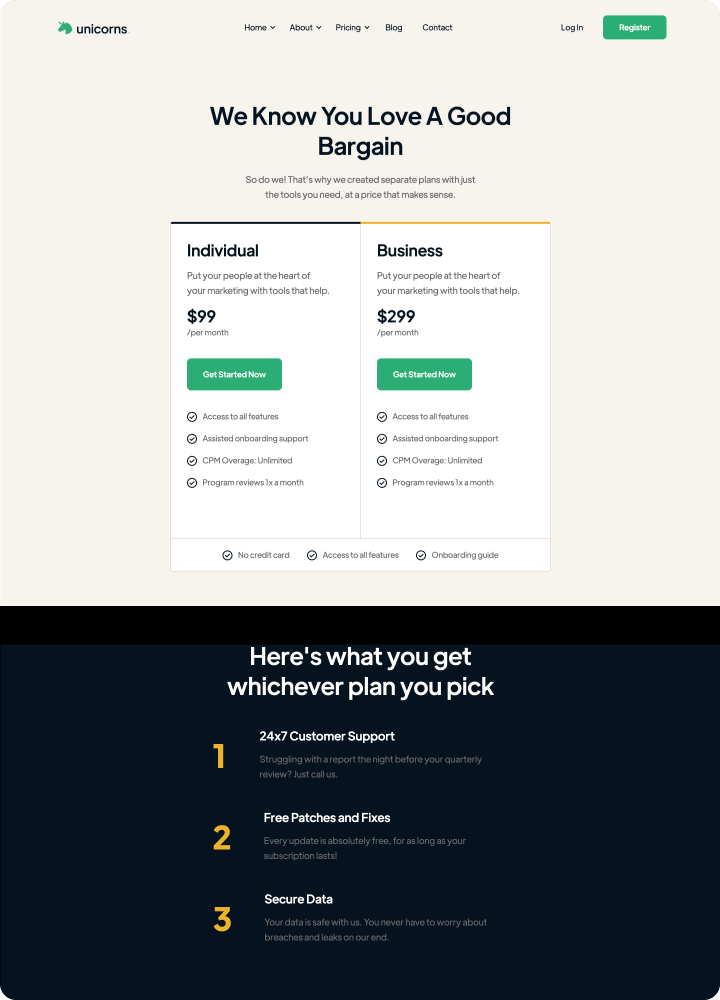 unicorns.
Home About Pricing Blog Contact
Log In Register
We Know You Love A Good
Bargain
So do we! That's why we created separate plans with just
the tools you need, at a price that makes sense.
Individual
Put your people at the heart of
your marketing with tools that help.
$99
/per month
Get Started Now
Access to all features
Assisted onboarding support
CPM Overage: Unlimited
Program reviews 1x a month
Business
Put your people at the heart of
your marketing with tools that help.
$299
/per month
Get Started Now
Access to all features
Assisted onboarding support
CPM Overage: Unlimited
Program reviews 1x a month
No credit card Access to all features Onboarding guide
Here's what you get
whichever plan you pick
1
24x7 Customer Support
Struggling with a report the night before your quarterly
review? Just call us.
2
Free Patches and Fixes
Every update is absolutely free, for as long as your
subscription lasts!
3
Secure Data
Your data is safe with us. You never have to worry about
breaches and leaks on our end.